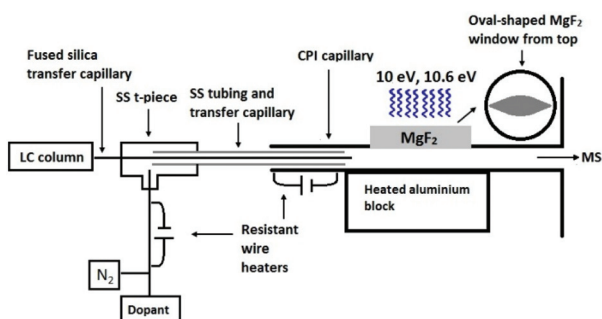 Oval-shaped MgF₂
window from top
Fused silica
transfer capillary
CPI capillary
SS t-piece
SS tubing and
transfer capillary
10 eV, 10.6 eV
MgF₂
LC column
MS
Heated aluminium
block
Resistant
wire
heaters
N₂
Dopant